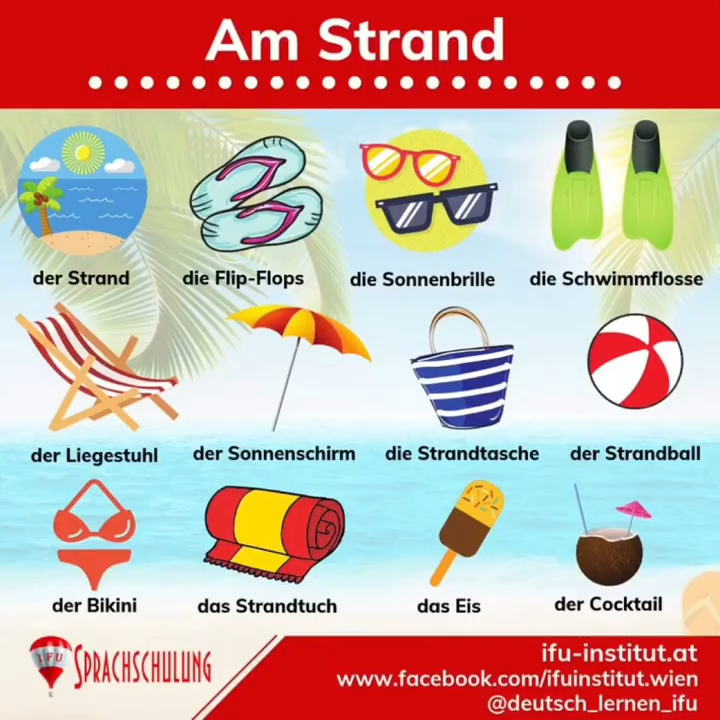 Am Strand
der Strand
die Flip-Flops
die Sonnenbrille
die Schwimmflosse
der Liegestuhl
der Sonnenschirm
die Strandtasche
der Strandball
der Bikini
das Strandtuch
das Eis
der Cocktail
IFU SPRACHSCHULUNG
ifu-institut.at
www.facebook.com/ifuinstitut.wien
@deutsch_lernen_ifu